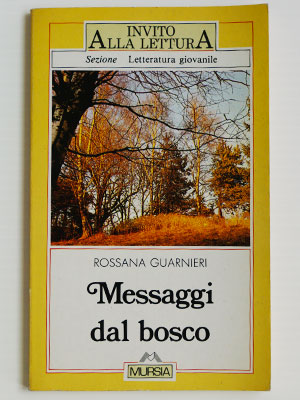 INVITO
ALLA LETTURA
Sezione Letteratura giovanile
ROSSANA GUARNIERI
Messaggi
dal bosco
M
MURSIA